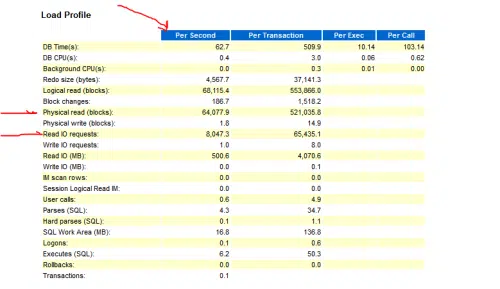 Load Profile
Per Second Per Transaction Per Exec Per Call
DB Time(s): 62.7 509.9 10.14 103.14
DB CPU(s): 0.4 3.0 0.06 0.62
Background CPU(s): 0.0 0.3 0.01 0.00
Redo size (bytes): 4,567.7 37,141.3
Logical read (blocks): 68,115.4 553,866.0
Block changes: 186.7 1,518.2
Physical read (blocks): 64,077.9 521,035.8
Physical write (blocks): 1.8 14.9
Read IO requests: 8,047.3 65,435.1
Write IO requests: 1.0 8.0
Read IO (MB): 500.6 4,070.6
Write IO (MB): 0.0 0.1
IM scan rows: 0.0 0.0
Session Logical Read IM: 0.0 0.0
User calls: 0.6 4.9
Parses (SQL): 4.3 34.7
Hard parses (SQL): 0.1 1.1
SQL Work Area (MB): 16.8 136.8
Logons: 0.1 0.6
Executes (SQL): 6.2 50.3
Rollbacks: 0.0 0.0
Transactions: 0.1